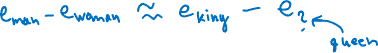 e_man - e_woman ≈ e_king - e_?
queen